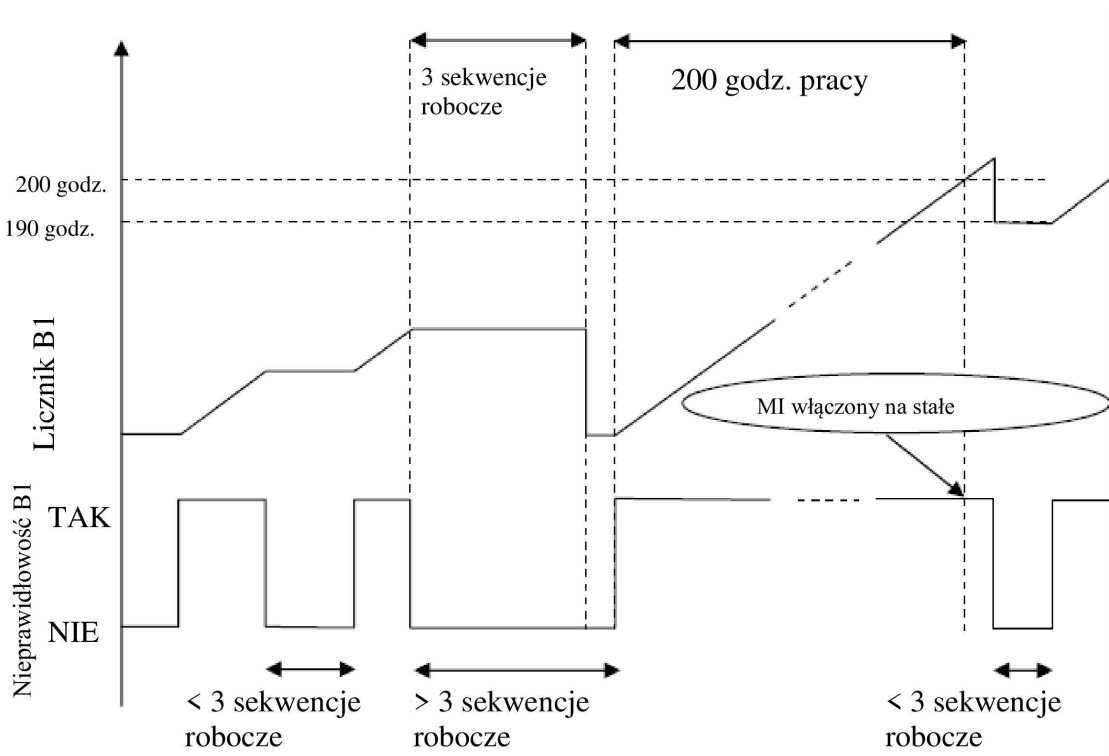 3 sekwencje
robocze
200 godz. pracy
200 godz.
190 godz.
Licznik B1
MI włączony na stałe
Nieprawidłowość B1
TAK
NIE
< 3 sekwencje
robocze
> 3 sekwencje
robocze
< 3 sekwencje
robocze